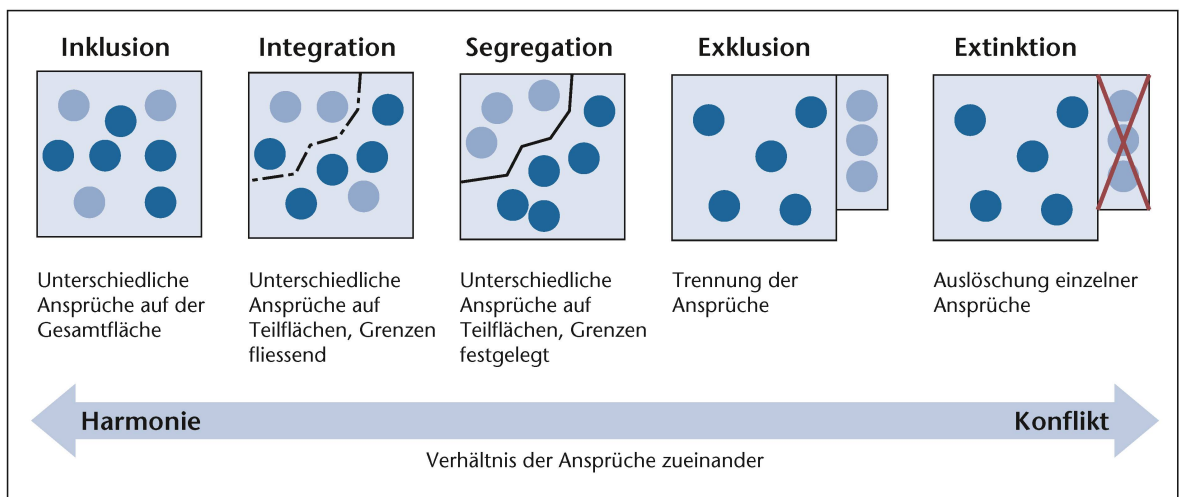 Inklusion
Integration
Segregation
Exklusion
Extinktion
Unterschiedliche
Ansprüche auf der
Gesamtfläche
Unterschiedliche
Ansprüche auf
Teilflächen, Grenzen
fliessend
Unterschiedliche
Ansprüche auf
Teilflächen, Grenzen
festgelegt
Trennung der
Ansprüche
Auslöschung einzelner
Ansprüche
Harmonie
Konflikt
Verhältnis der Ansprüche zueinander